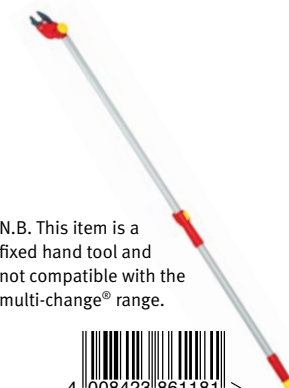 N.B. This item is a
fixed hand tool and
not compatible with the
multi-change® range.
4 008423 861181 >